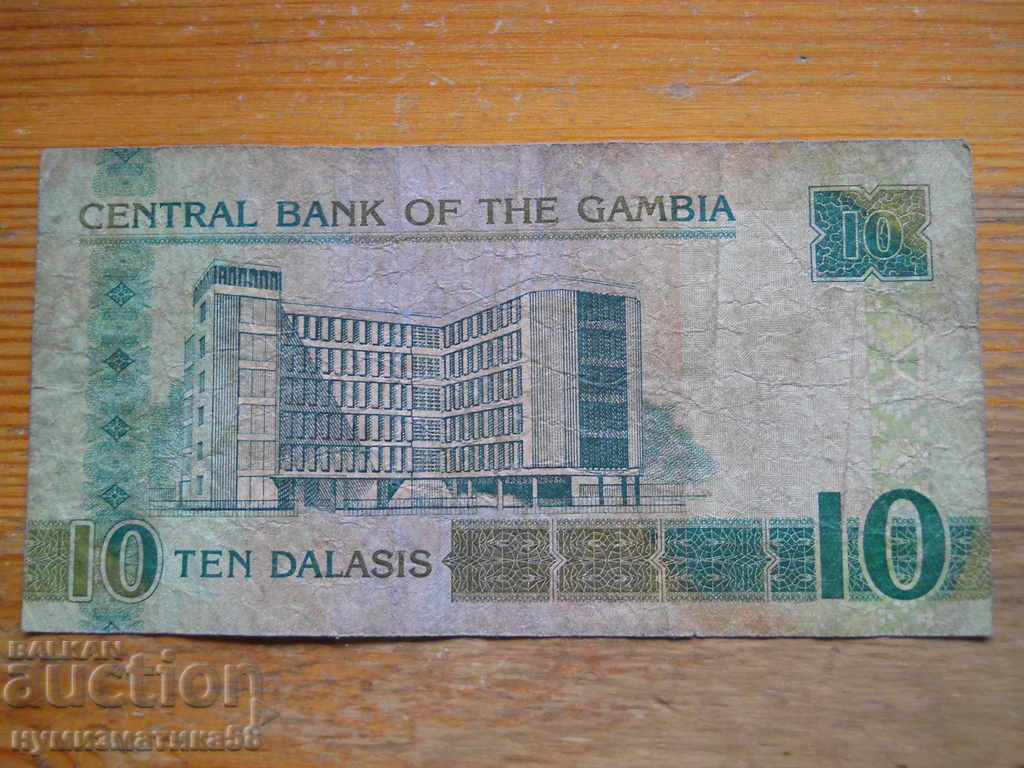 CENTRAL BANK OF THE GAMBIA
10
10 TEN DALASIS 10
BALKAN
auction
нумизматика58